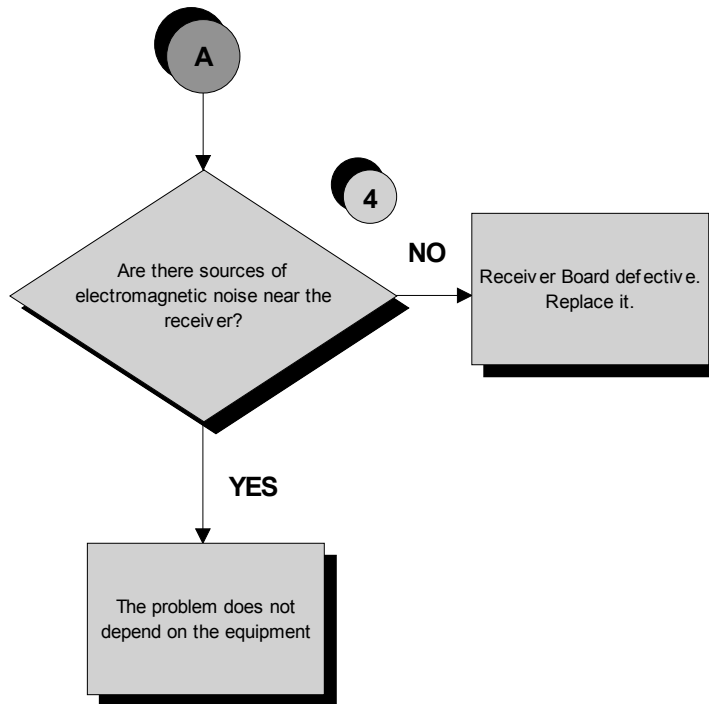 A
4
Are there sources of
electromagnetic noise near the
receiver?
NO
Receiver Board defective.
Replace it.
YES
The problem does not
depend on the equipment